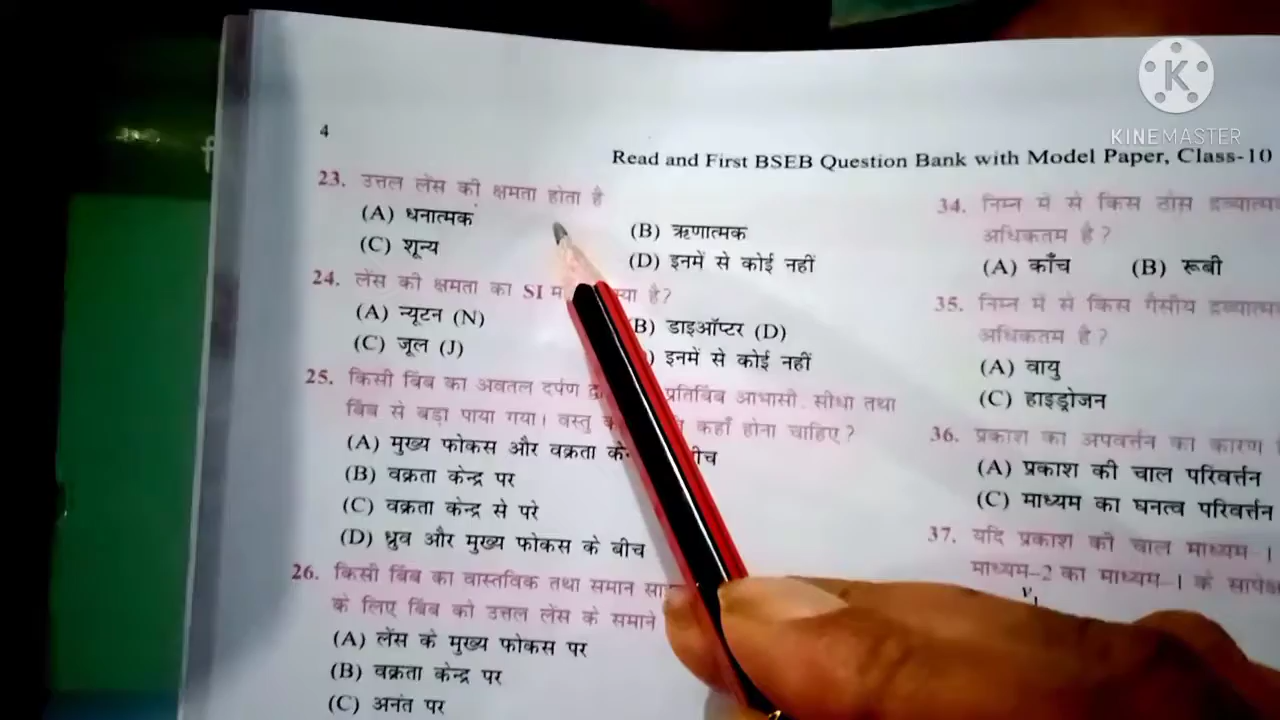 KINEMASTER
4
Read and First BSEB Question Bank with Model Paper, Class-10
23. उत्तल लेंस की क्षमता होता है
(A) धनात्मक (B) ऋणात्मक
(C) शून्य (D) इनमें से कोई नहीं
24. लेंस की क्षमता का SI है?
(A) न्यूटन (N) B) डाइऑप्टर (D)
(C) जूल (J) ) इनमें से कोई नहीं
25. किसी बिंब का अवतल दर्पण प्रतिबिंब आभासी, सीधा तथा
बिंब से बड़ा पाया गया। वस्तु कहाँ होना चाहिए?
(A) मुख्य फोकस और वक्रता
(B) वक्रता केन्द्र पर
(C) वक्रता केन्द्र से परे
(D) ध्रुव और मुख्य फोकस के बीच
26. किसी बिंब का वास्तविक तथा समान
के लिए बिंब को उत्तल लेंस के समाने
(A) लेंस के मुख्य फोकस पर
(B) वक्रता केन्द्र पर
(C) अनंत पर
34. निम्न में से किस ठोस
अधिकतम है?
(A) काँच (B) रूबी
35. निम्न में से किस गैसीय
अधिकतम है?
(A) वायु
(C) हाइड्रोजन
36. प्रकाश का अपवर्त्तन का कारण
(A) प्रकाश की चाल परिवर्त्तन
(C) माध्यम का घनत्व परिवर्त्तन
37. यदि प्रकाश की चाल माध्यम-1
माध्यम-2 का माध्यम-1 के
v₁